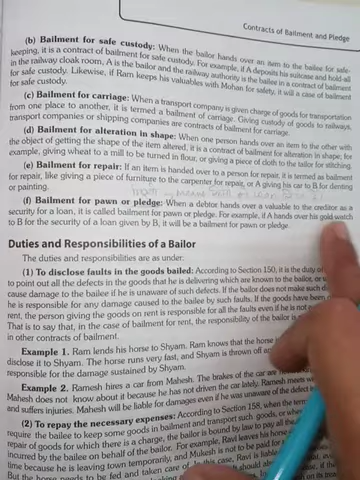 Contracts of Bailment and Pledge
(b) Bailment for safe custody: When the bailor hands over an item to the bailee for safe-
keeping, it is a contract of bailment for safe custody. For example, if A deposits his suitcase and hold-all
in the railway cloak room, A is the bailor and the railway authority is the bailee in a contract of bailment
for safe custody. Likewise, if Ram keeps his valuables with Mohan for safety, it will a case of bailment
for safe custody.
(c) Bailment for carriage: When a transport company is given charge of goods for transportation
from one place to another, it is termed a bailment of carriage. Giving custody of goods to railways,
transport companies or shipping companies are contracts of bailment for carriage.
(d) Bailment for alteration in shape: When one person hands over an item to the other with
the object of getting the shape of the item altered, it is a contract of bailment for alteration in shape; for
example, giving wheat to a mill to be turned in flour, or giving a piece of cloth to the tailor for stitching.
(e) Bailment for repair: If an item is handed over to a person for repair, it is termed as bailment
for repair, like giving a piece of furniture to the carpenter for repair, or A giving his car to B for denting
or painting.
(f) Bailment for pawn or pledge: When a debtor hands over a valuable to the creditor as a
security for a loan, it is called bailment for pawn or pledge. For example, if A hands over his gold watch
to B for the security of a loan given by B, it will be a bailment for pawn or pledge.
Duties and Responsibilities of a Bailor
The duties and responsibilities are as under:
(1) To disclose faults in the goods bailed: According to Section 150, it is the duty of
to point out all the defects in the goods that he is delivering which are known to the bailor, or
cause damage to the bailee if he is unaware of such defects. If the bailor does not make such
he is responsible for any damage caused to the bailee by such faults. If the goods have been
rent, the person giving the goods on rent is responsible for all the faults even if he is not
That is to say that, in the case of bailment for rent, the responsibility of the bailor is
in other contracts of bailment.
Example 1. Ram lends his horse to Shyam. Ram knows that the horse
disclose it to Shyam. The horse runs very fast, and Shyam is thrown off
responsible for the damage sustained by Shyam.
Example 2. Ramesh hires a car from Mahesh. The brakes of the car are
Mahesh does not know about it because he has not driven the car lately. Ramesh meets
and suffers injuries. Mahesh will be liable for damages even if he was unaware of the defect
(2) To repay the necessary expenses: According to Section 158, when the terms
require the bailee to keep some goods in bailment and transport such goods, or
repair of goods for which there is a charge, the bailor is bound by law to pay all the
incurred by the bailee on behalf of the bailor. For example, Ravi leaves his horse
time because he is leaving town temporarily, and Mukesh is not to be paid for
But the horse needs to be fed and taken care of. In this case, Ravi is liable